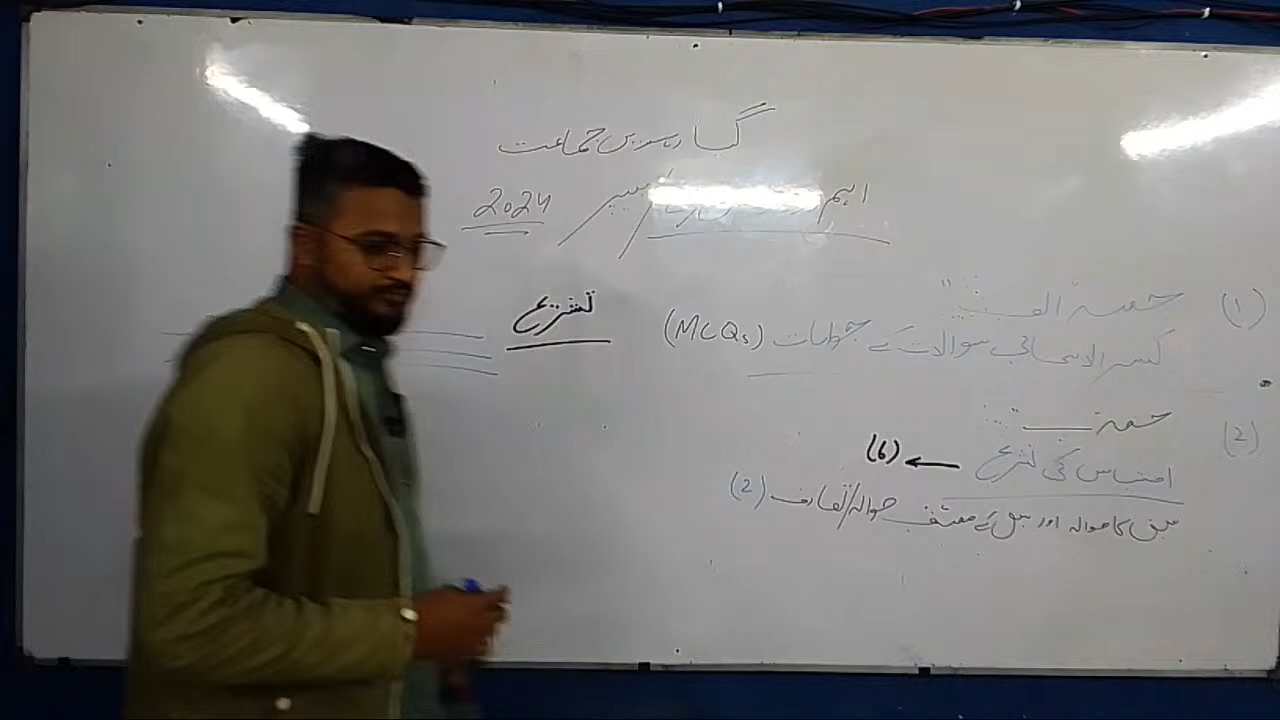 گیارہویں جماعت
اہم پیپر 2024
(1) حصہ "الف"
کثیر الانتخابی سوالات کے جوابات (MCQs)
تشریح
(2) حصہ "ب"
اقتباس کی تشریح ← (6)
سبق کا حوالہ اور سبق کے مصنف حوالہ/تعارف (2)